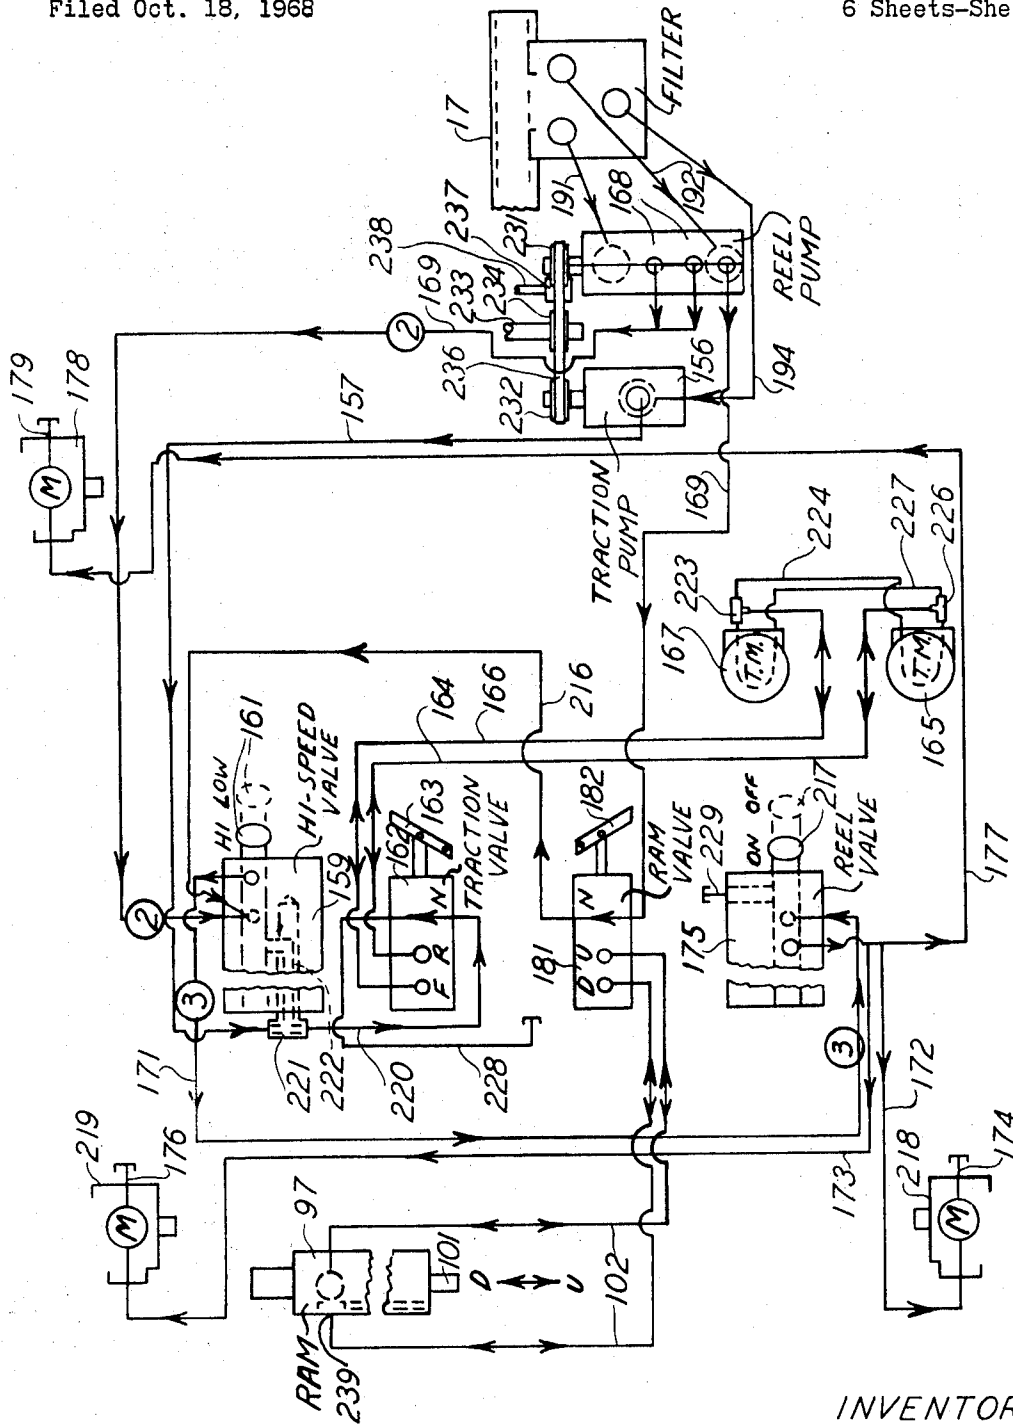 Filed Oct. 18, 1968
6 Sheets-She
17
FILTER
191
192
168
237
231
238
169
233
234
236
232
REEL
PUMP
156
194
TRACTION
PUMP
169
157
2
179
178
M
224
223
227
226
167
T.M.
T.M.
165
216
164
166
HI LOW
161
HI-SPEED
VALVE
159
2
3
162
163
N
R
F
TRACTION
VALVE
182
N
U
D
181
RAM
VALVE
229
ON OFF
217
REEL
VALVE
175
177
171
221
222
220
228
3
172
173
219
176
M
218
174
M
97
101
D
U
102
RAM
239
INVENTOR